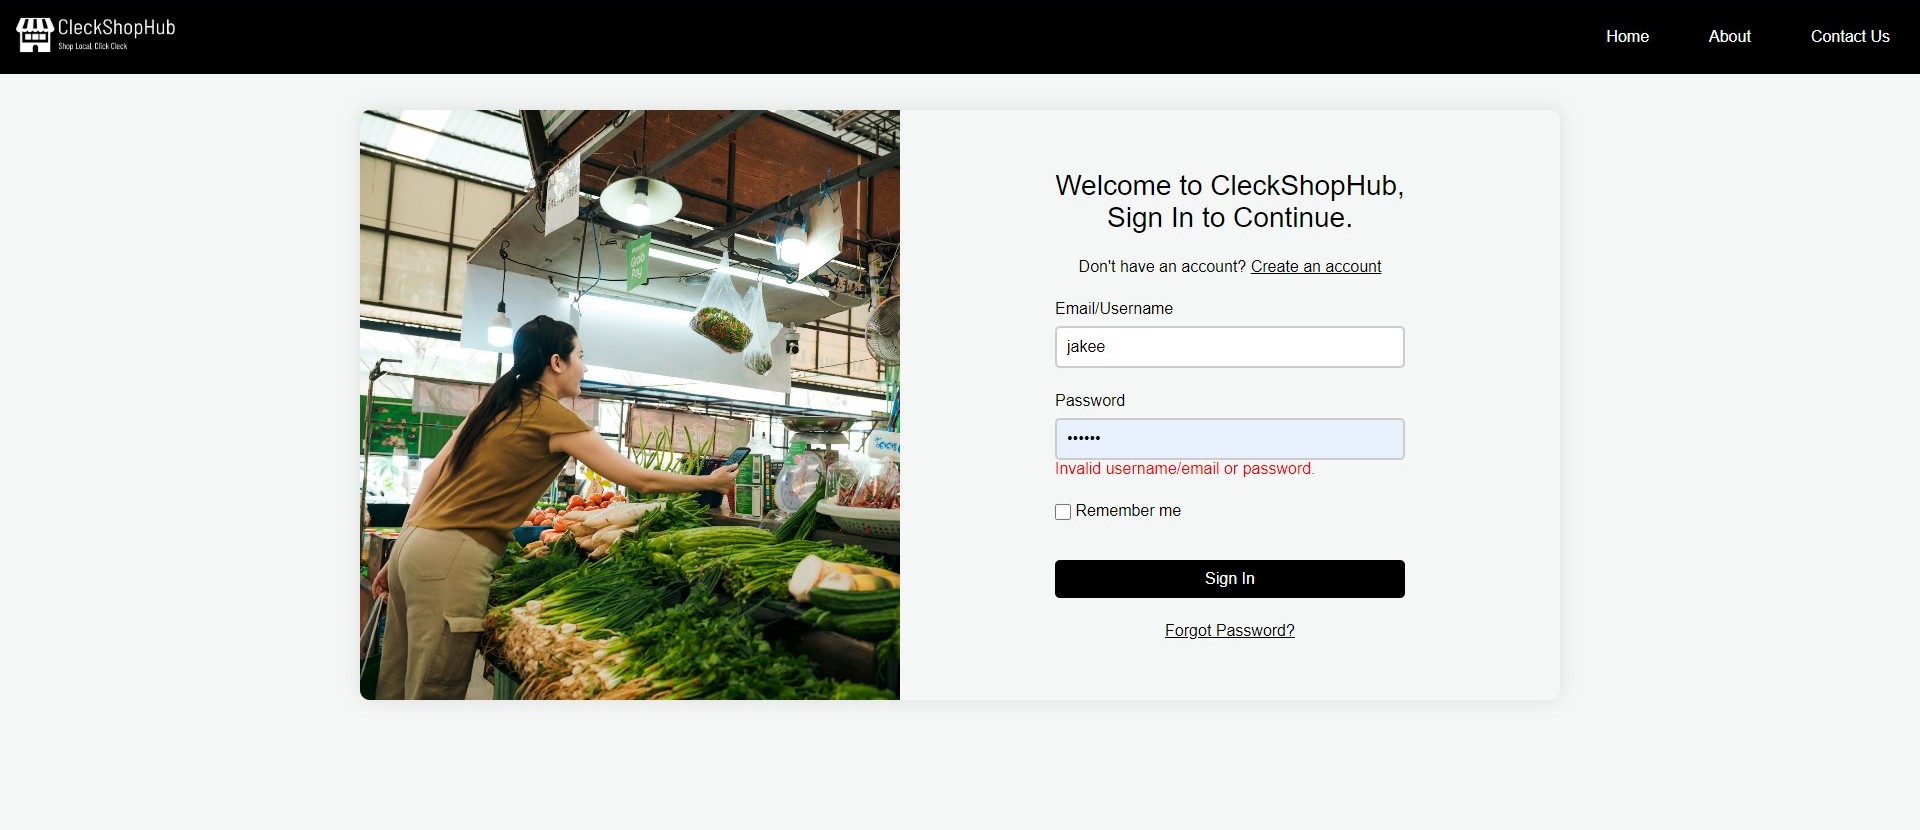 CleckShopHub
Shop Local, Click Cleck
Home
About
Contact Us
Grab
Pay
Welcome to CleckShopHub,
Sign In to Continue.
Don't have an account? Create an account
Email/Username
jakee
Password
••••••
Invalid username/email or password.
Remember me
Sign In
Forgot Password?